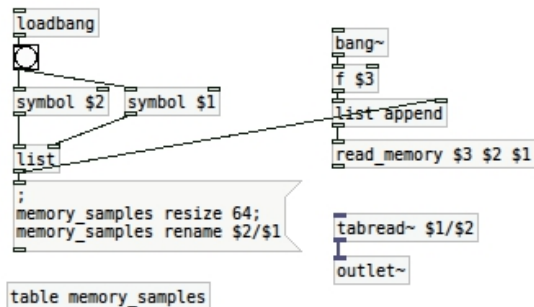 loadbang
symbol $2
symbol $1
list
;
memory_samples resize 64;
memory_samples rename $2/$1
table memory_samples
bang~
f $3
list append
read_memory $3 $2 $1
tabread~ $1/$2
outlet~